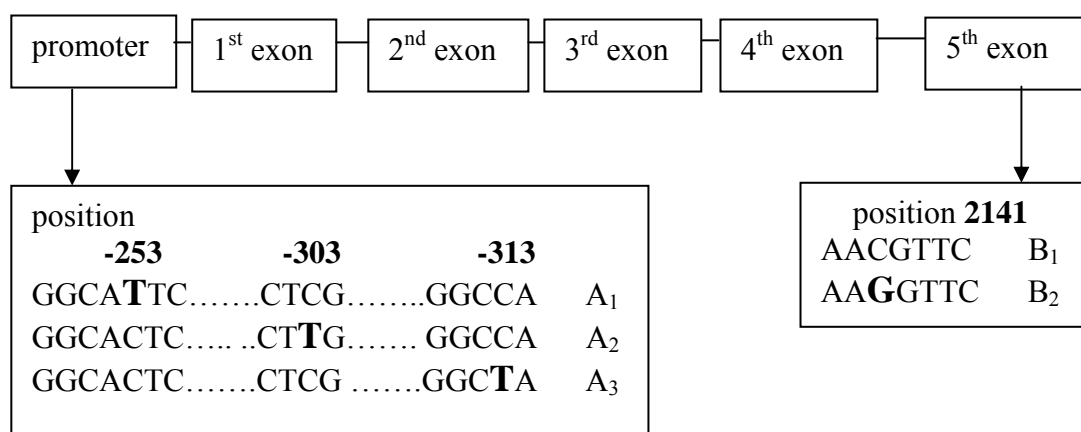 promoter 1st exon 2nd exon 3rd exon 4th exon 5th exon
position
-253 -303 -313
GGCATTC…….CTCG……..GGCCA A1
GGCACTC….. ..CTTG……. GGCCA A2
GGCACTC…….CTCG …….GGCTA A3
position 2141
AACGTTC B1
AAGGTTC B2